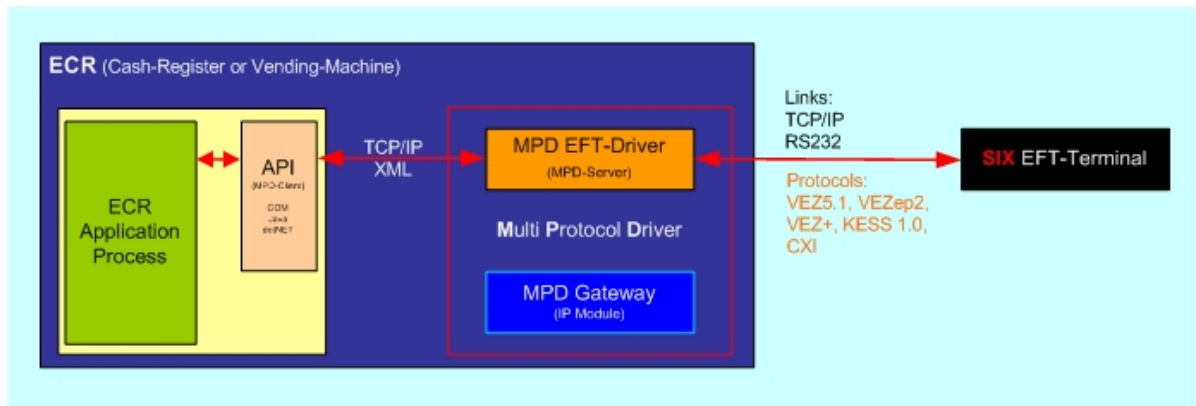 ECR (Cash-Register or Vending-Machine)
ECR
Application
Process
API
(MPD-Client)
COM
Java
dotNET
TCP/IP
XML
MPD EFT-Driver
(MPD-Server)
Multi Protocol Driver
MPD Gateway
(IP Module)
Links:
TCP/IP
RS232
Protocols:
VEZ5.1, VEZep2,
VEZ+, KESS 1.0,
CXI
SIX EFT-Terminal